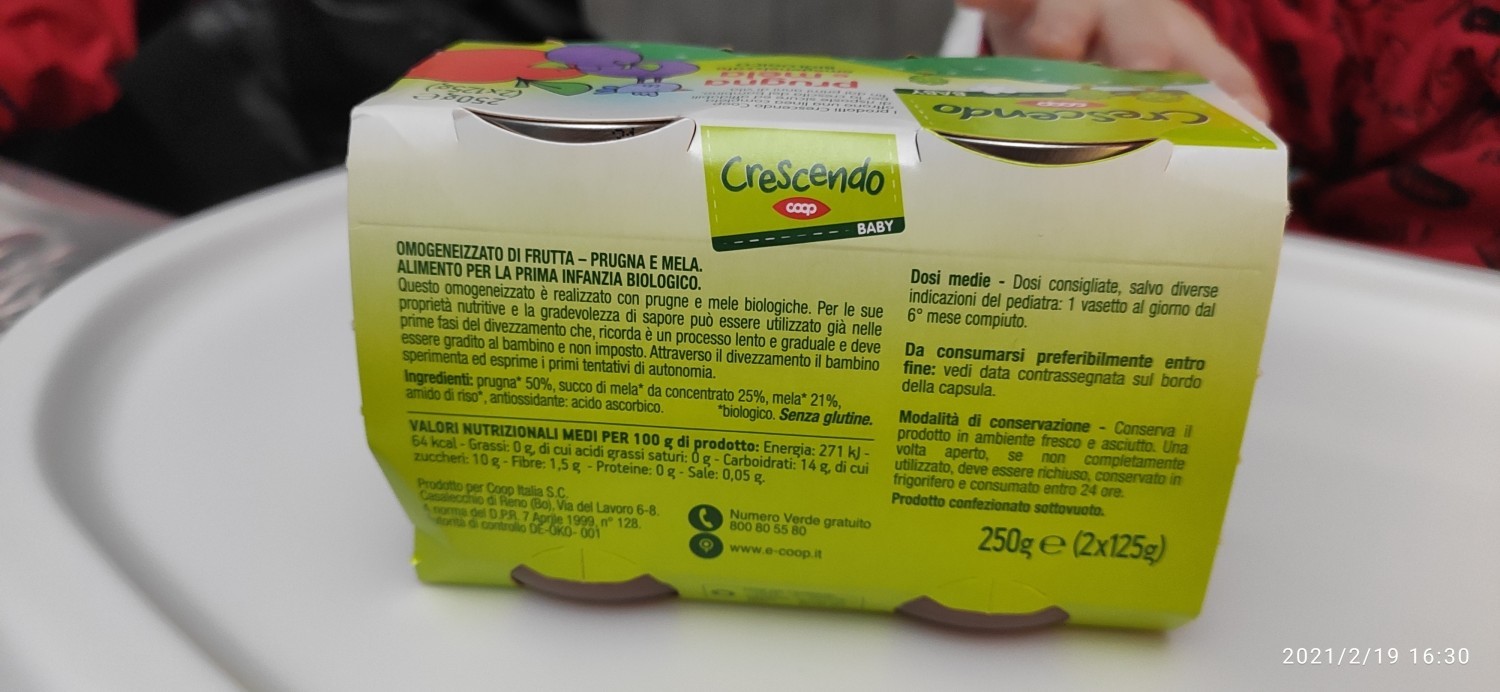 250g
(2x125g)
prugna
e mela
biologico
I prodotti Crescendo Coop
BABY
coop
Crescendo
Crescendo
coop
BABY
OMOGENEIZZATO DI FRUTTA – PRUGNA E MELA.
ALIMENTO PER LA PRIMA INFANZIA BIOLOGICO.
Questo omogeneizzato è realizzato con prugne e mele biologiche. Per le sue
proprietà nutritive e la gradevolezza di sapore può essere utilizzato già nelle
prime fasi del divezzamento che, ricorda è un processo lento e graduale e deve
essere gradito al bambino e non imposto. Attraverso il divezzamento il bambino
sperimenta ed esprime i primi tentativi di autonomia.
Ingredienti: prugna* 50%, succo di mela* da concentrato 25%, mela* 21%,
amido di riso*, antiossidante: acido ascorbico. *biologico. Senza glutine.
VALORI NUTRIZIONALI MEDI PER 100 g di prodotto: Energia: 271 kJ -
64 kcal - Grassi: 0 g, di cui acidi grassi saturi: 0 g - Carboidrati: 14 g, di cui
zuccheri: 10 g - Fibre: 1,5 g - Proteine: 0 g - Sale: 0,05 g.
Prodotto per Coop Italia S.C.
Casalecchio di Reno (Bo), Via del Lavoro 6-8.
A norma del D.P.R. 7 Aprile 1999, n° 128.
Autorità di controllo DE-ÖKO- 001
Numero Verde gratuito
800 80 55 80
www.e-coop.it
Dosi medie - Dosi consigliate, salvo diverse
indicazioni del pediatra: 1 vasetto al giorno dal
6° mese compiuto.
Da consumarsi preferibilmente entro
fine: vedi data contrassegnata sul bordo
della capsula.
Modalità di conservazione - Conserva il
prodotto in ambiente fresco e asciutto. Una
volta aperto, se non completamente
utilizzato, deve essere richiuso, conservato in
frigorifero e consumato entro 24 ore.
Prodotto confezionato sottovuoto.
250g ℮ (2x125g)
2021/2/19 16:30